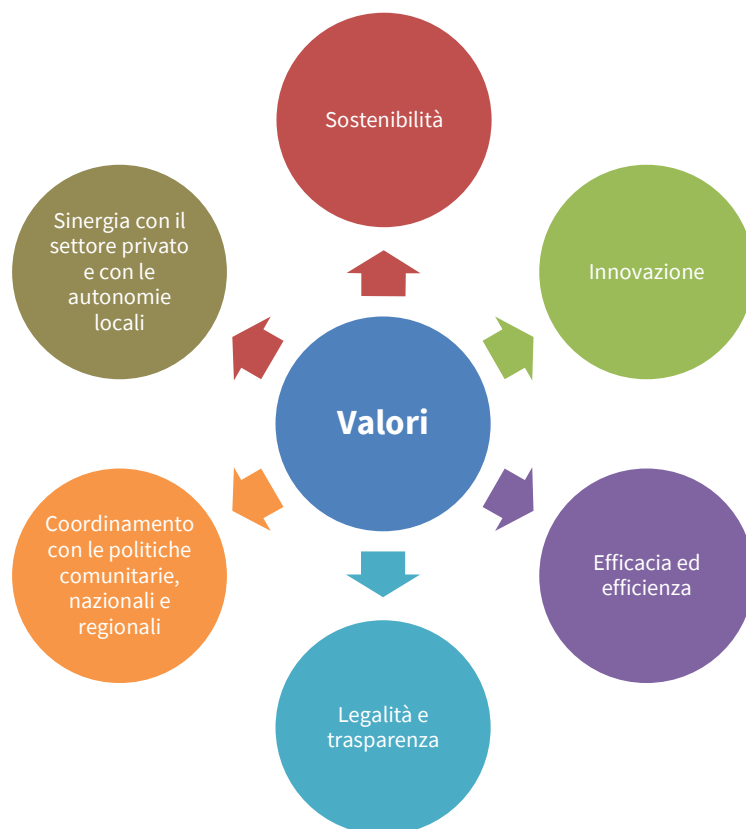 Sostenibilità
Sinergia con il
settore privato
e con le
autonomie
locali
Innovazione
Valori
Coordinamento
con le politiche
comunitarie,
nazionali e
regionali
Efficacia ed
efficienza
Legalità e
trasparenza